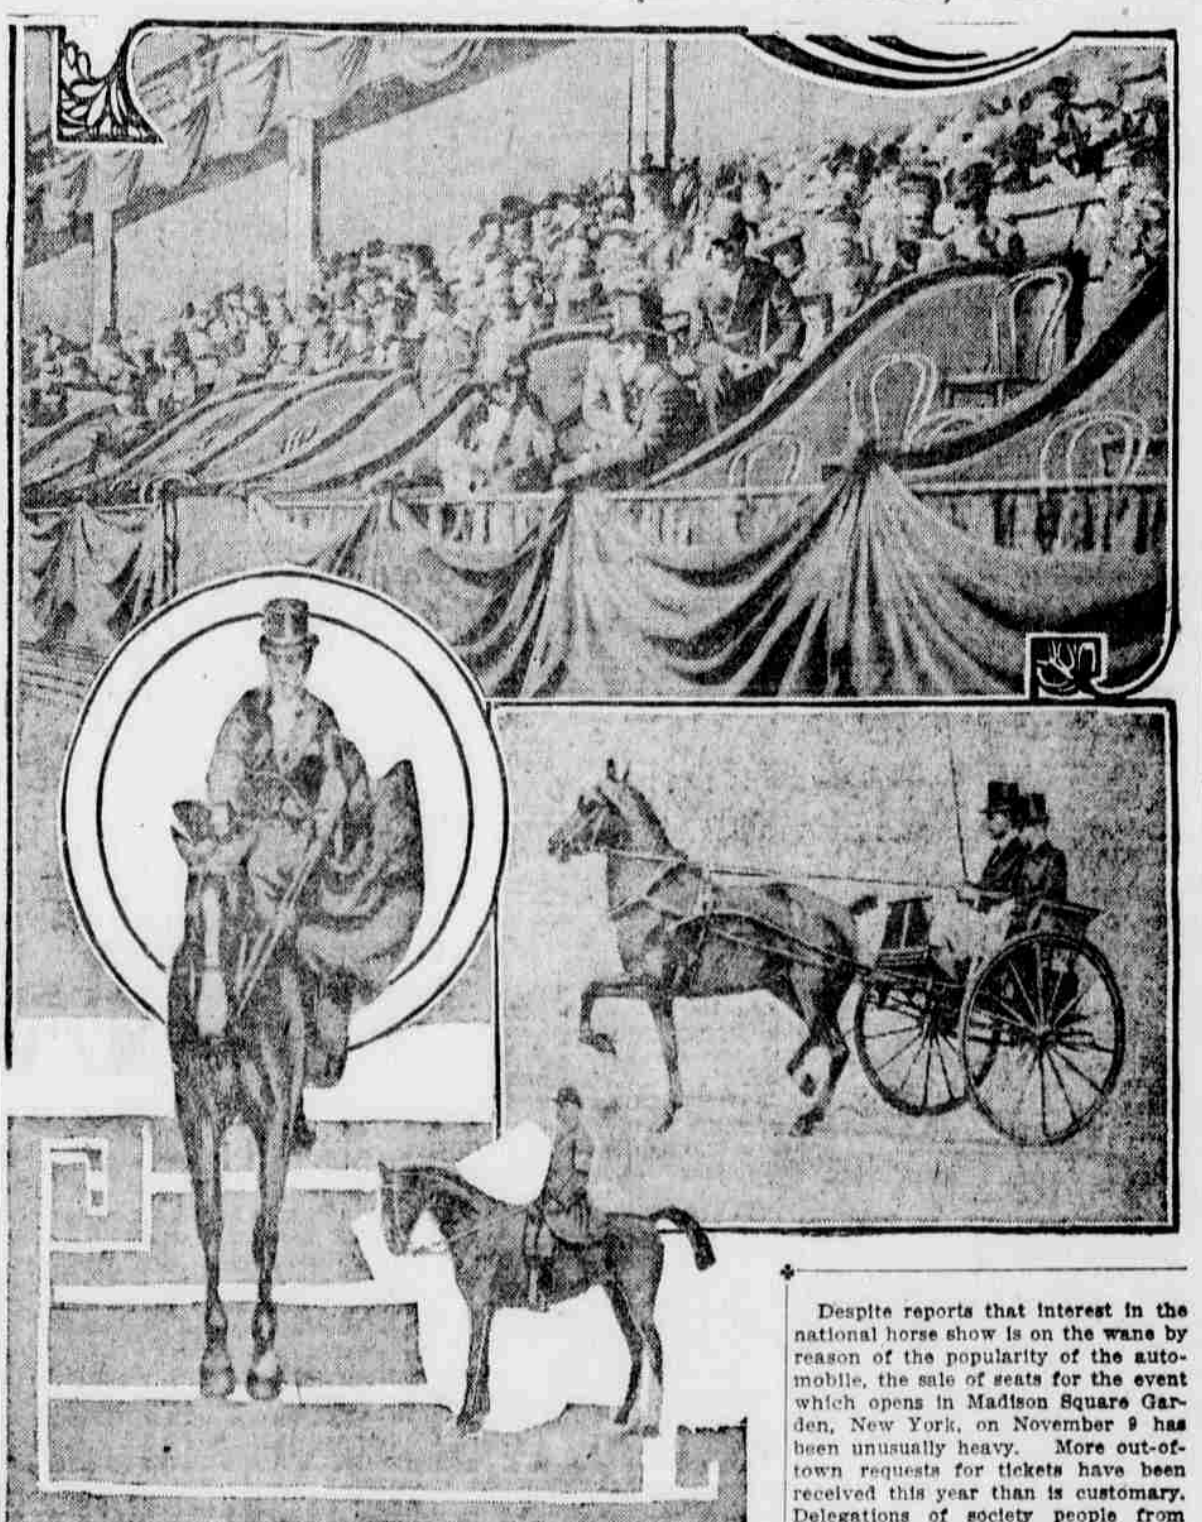 Despite reports that interest in the
national horse show is on the wane by
reason of the popularity of the auto-
mobile, the sale of seats for the event
which opens in Madison Square Gar-
den, New York, on November 9 has
been unusually heavy. More out-of-
town requests for tickets have been
received this year than is customary.
Delegations of society people from